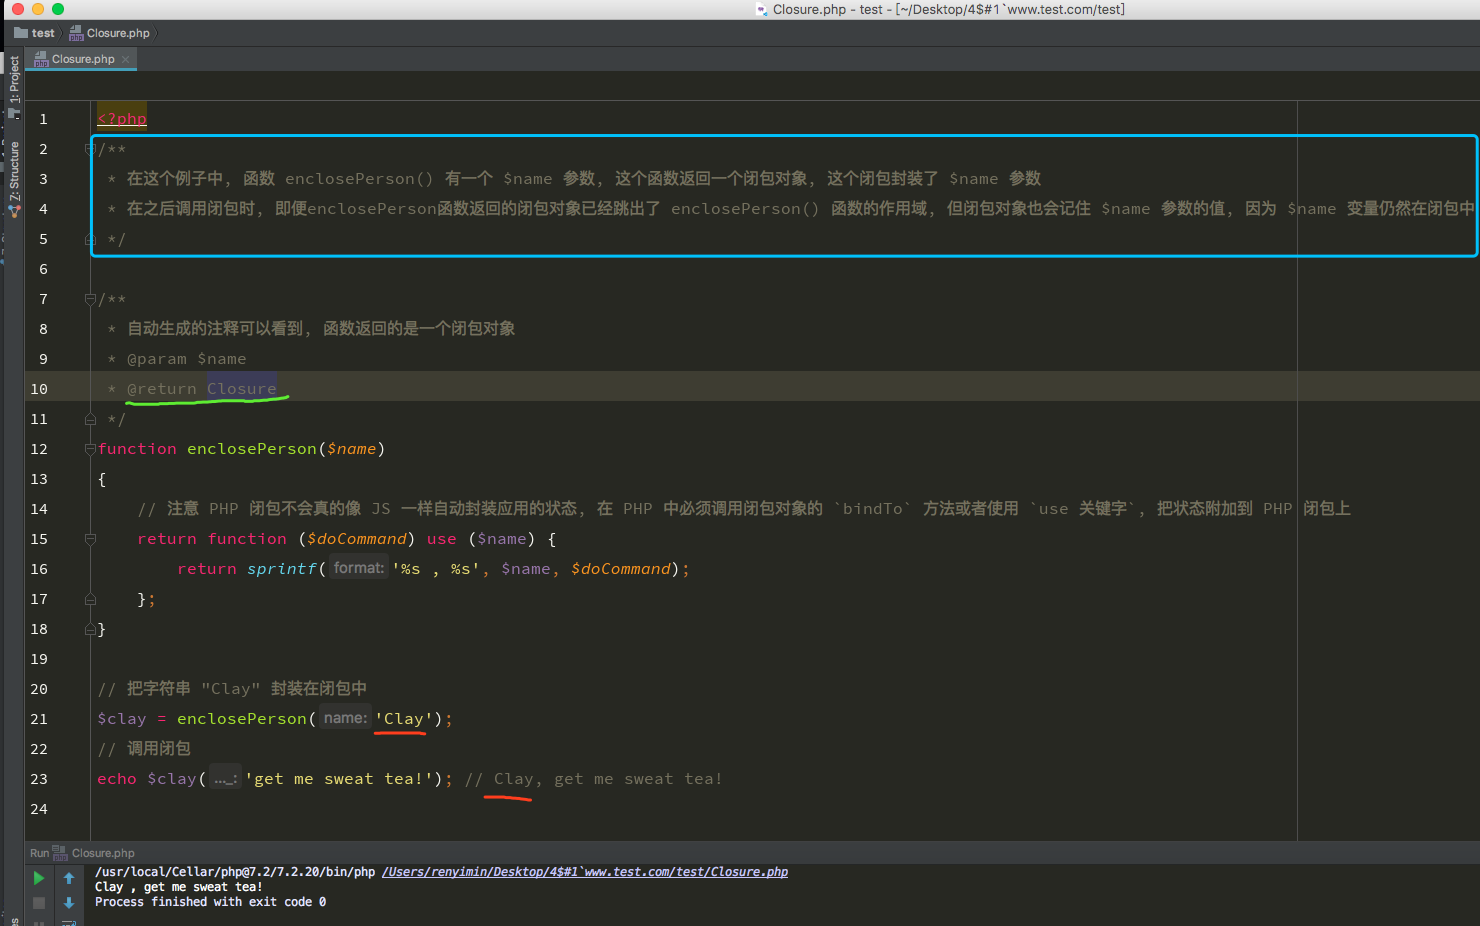 Closure.php - test - [~/Desktop/4$#1`www.test.com/test]
test
Closure.php
Closure.php
1: Project
7: Structure
1 <?php
2 /**
3 * 在这个例子中, 函数 enclosePerson() 有一个 $name 参数, 这个函数返回一个闭包对象, 这个闭包封装了 $name 参数
4 * 在之后调用闭包时, 即便enclosePerson函数返回的闭包对象已经跳出了 enclosePerson() 函数的作用域, 但闭包对象也会记住 $name 参数的值, 因为 $name 变量仍然在闭包中
5 */
6
7 /**
8 * 自动生成的注释可以看到, 函数返回的是一个闭包对象
9 * @param $name
10 * @return Closure
11 */
12 function enclosePerson($name)
13 {
14 // 注意 PHP 闭包不会真的像 JS 一样自动封装应用的状态, 在 PHP 中必须调用闭包对象的 `bindTo` 方法或者使用 `use 关键字`, 把状态附加到 PHP 闭包上
15 return function ($doCommand) use ($name) {
16 return sprintf( format: '%s , %s', $name, $doCommand);
17 };
18 }
19
20 // 把字符串 "Clay" 封装在闭包中
21 $clay = enclosePerson( name: 'Clay');
22 // 调用闭包
23 echo $clay( ..._: 'get me sweat tea!'); // Clay, get me sweat tea!
24
Run Closure.php
/usr/local/Cellar/php@7.2/7.2.20/bin/php /Users/renyimin/Desktop/4$#1`www.test.com/test/Closure.php
Clay , get me sweat tea!
Process finished with exit code 0